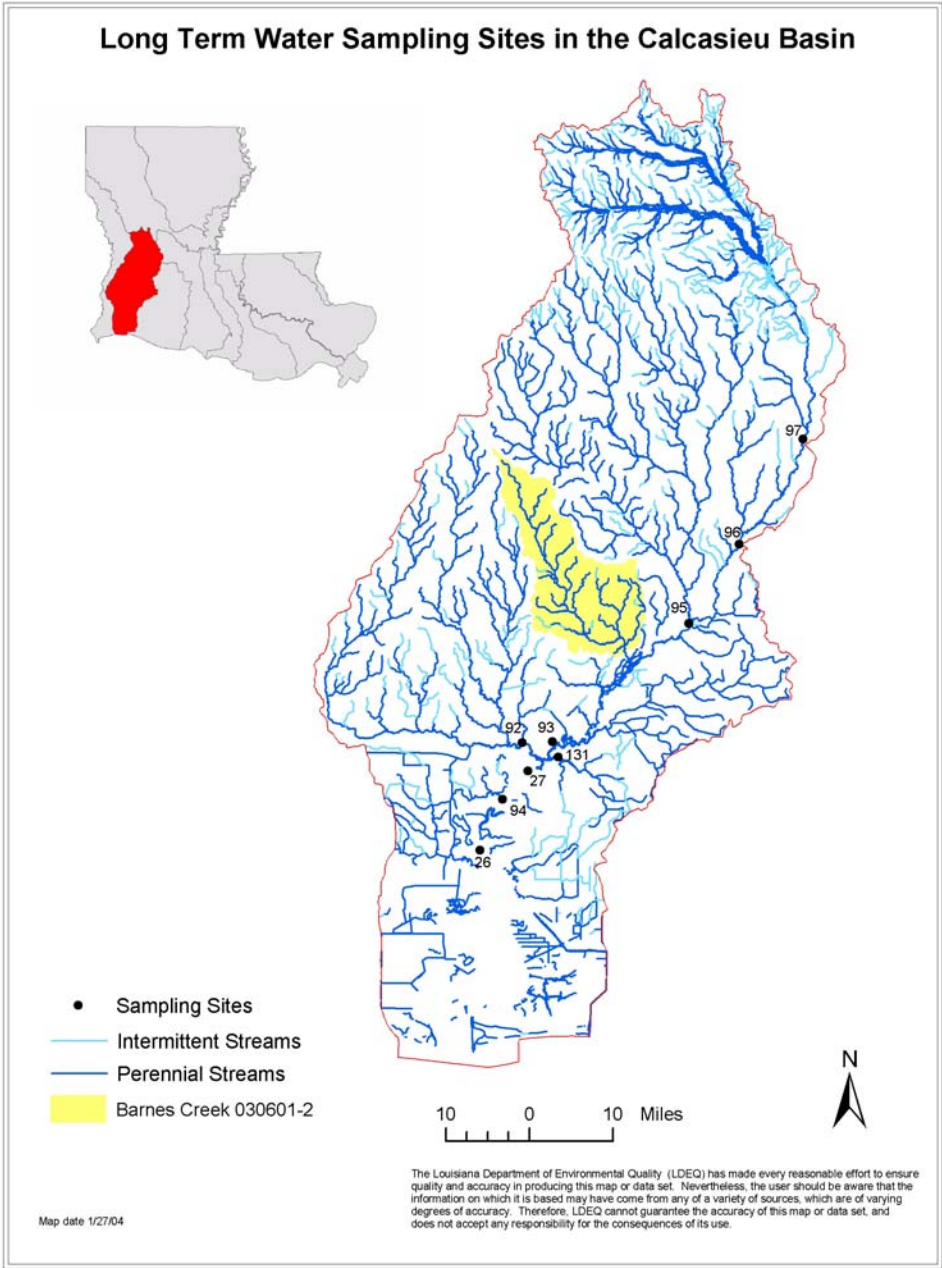 Long Term Water Sampling Sites in the Calcasieu Basin
97
96
95
92
93
131
27
94
26
Sampling Sites
Intermittent Streams
Perennial Streams
Barnes Creek 030601-2
N
10 0 10 Miles
The Louisiana Department of Environmental Quality (LDEQ) has made every reasonable effort to ensure
quality and accuracy in producing this map or data set. Nevertheless, the user should be aware that the
information on which it is based may have come from any of a variety of sources, which are of varying
degrees of accuracy. Therefore, LDEQ cannot guarantee the accuracy of this map or data set, and
does not accept any responsibility for the consequences of its use.
Map date 1/27/04